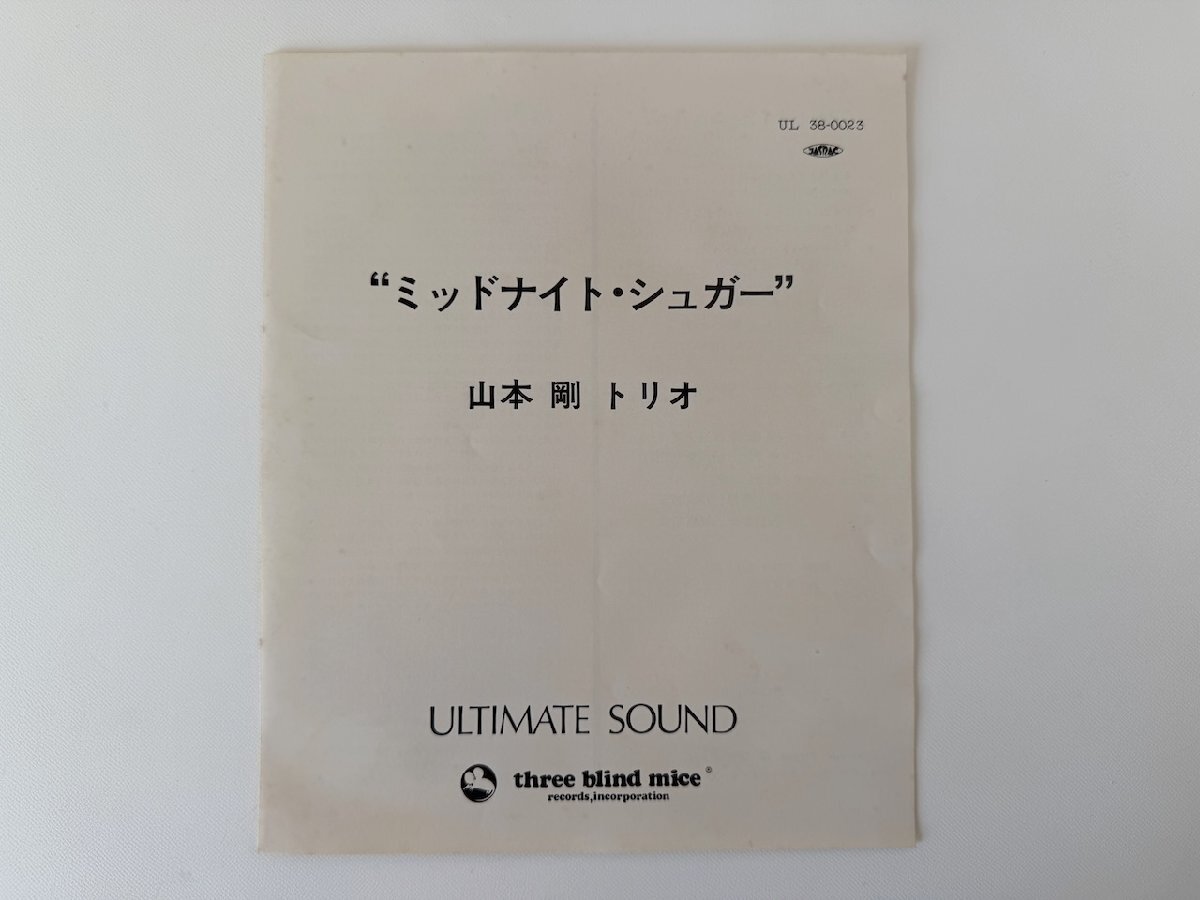 UL 38-0023
JASRAC
“ミッドナイト・シュガー”
山本 剛 トリオ
ULTIMATE SOUND
three blind mice®
records,incorporation